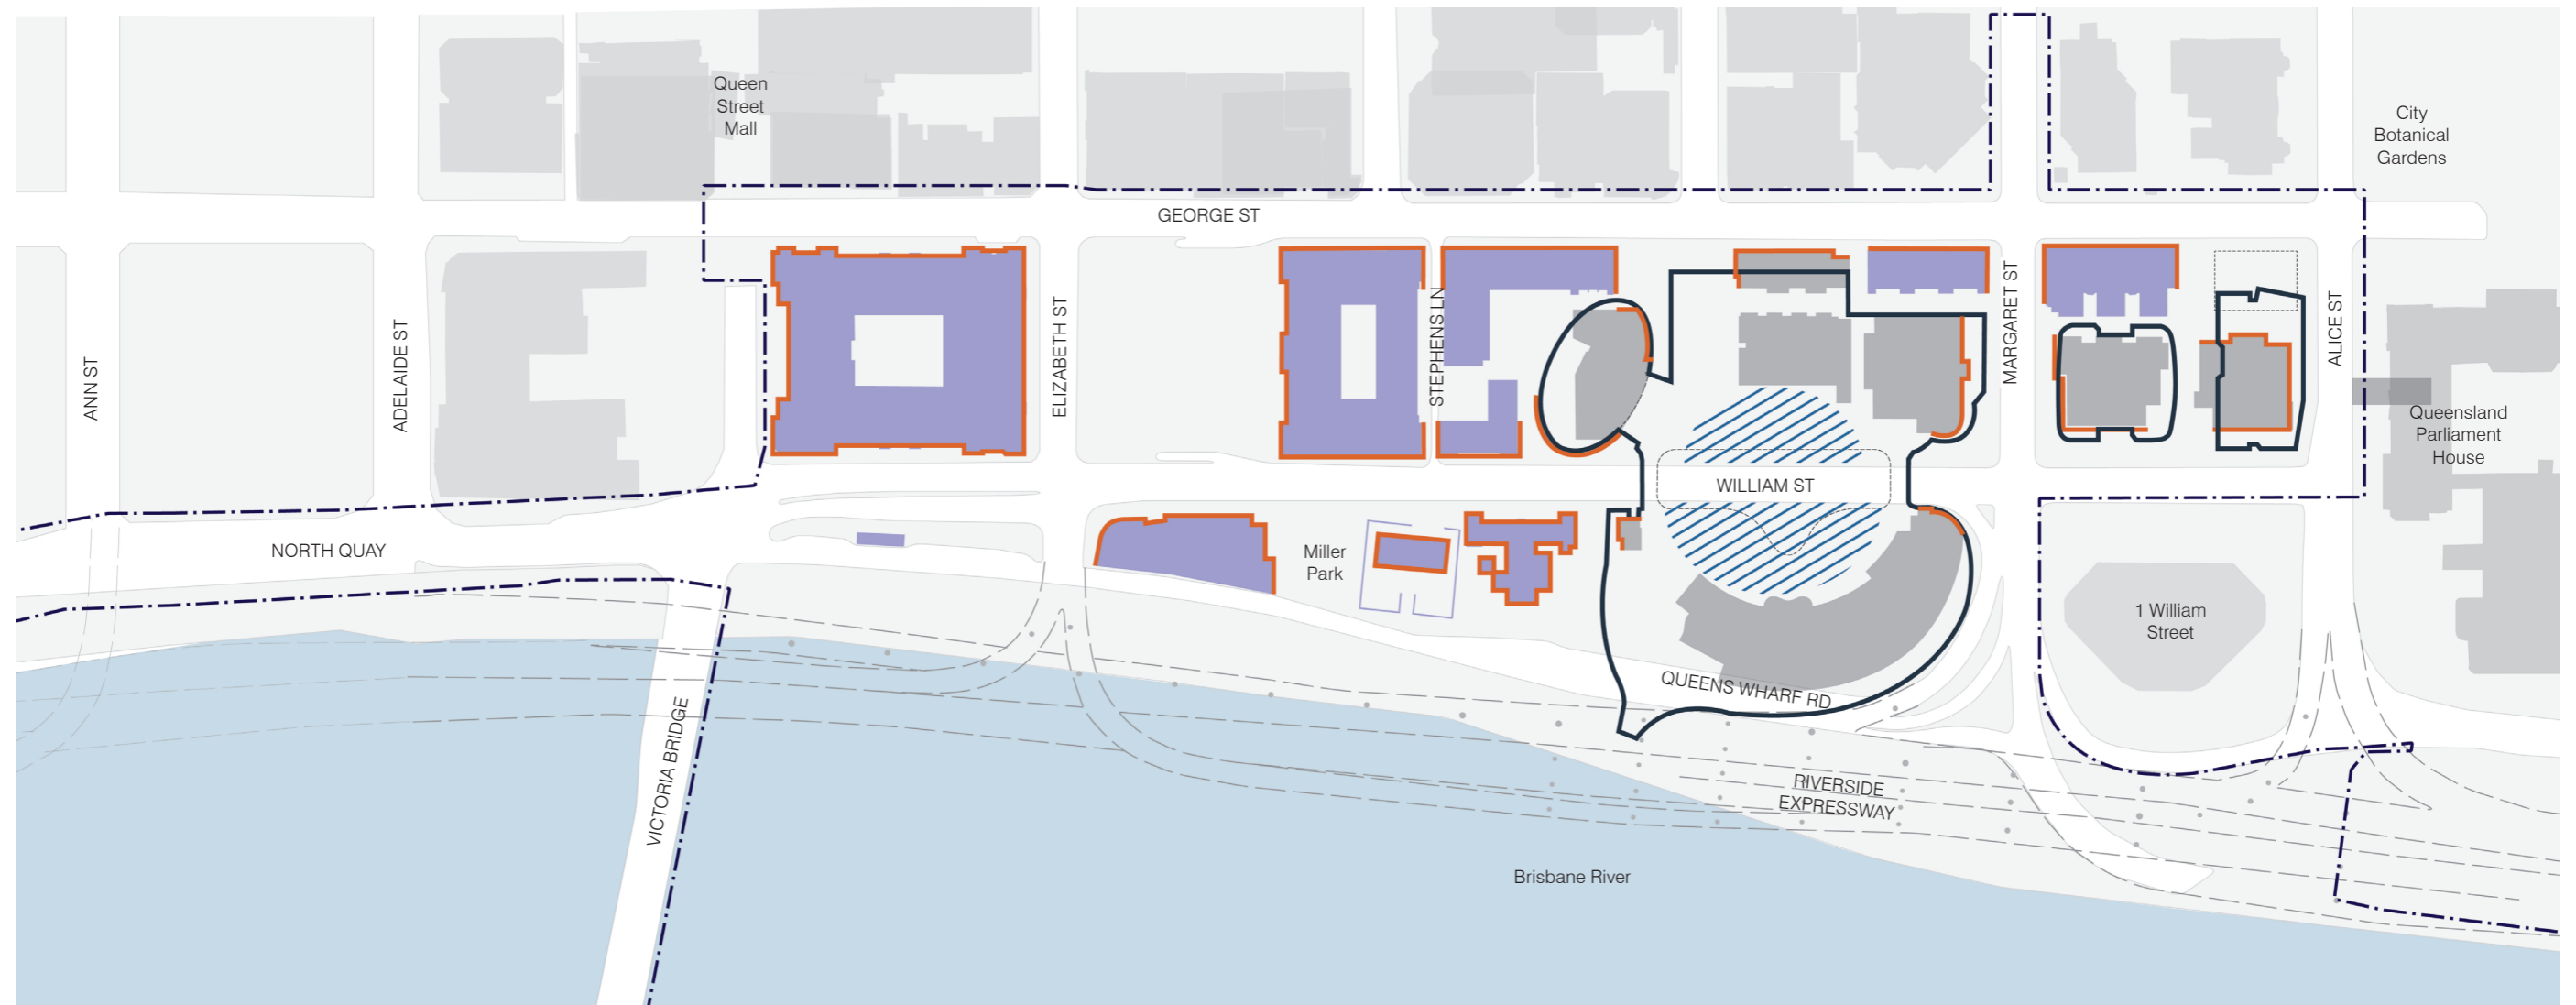 Queen
Street
Mall
City
Botanical
Gardens
GEORGE ST
ANN ST
ADELAIDE ST
ELIZABETH ST
STEPHENS LN
MARGARET ST
ALICE ST
Queensland
Parliament
House
WILLIAM ST
NORTH QUAY
Miller
Park
1 William
Street
QUEENS WHARF RD
VICTORIA BRIDGE
RIVERSIDE
EXPRESSWAY
Brisbane River